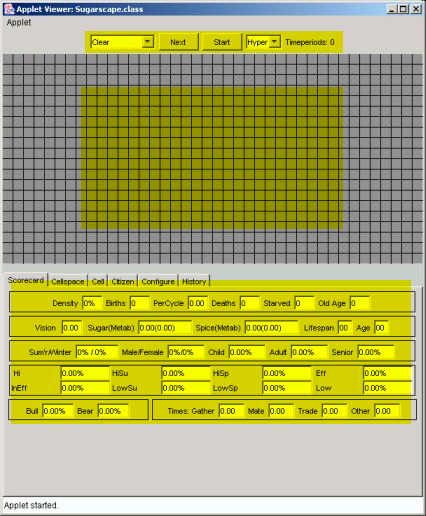 Applet Viewer: Sugarscape.class
Applet
Clear Next Start Hyper Timeperiods: 0
Scorecard Cellspace Cell Citizen Configure History
Density 0% Births 0 PerCycle 0.00 Deaths 0 Starved 0 Old Age 0
Vision 0.00 Sugar(Metab) 0.00(0.00) Spice(Metab) 0.00(0.00) Lifespan 00 Age 00
Sum'r/Winter 0% / 0% Male/Female 0%/0% Child 0.00% Adult 0.00% Senior 0.00%
Hi 0.00% HiSu 0.00% HiSp 0.00% Eff 0.00%
InEff 0.00% LowSu 0.00% LowSp 0.00% Low 0.00%
Bull 0.00% Bear 0.00% Times: Gather 0.00 Mate 0.00 Trade 0.00 Other 0.00
Applet started.